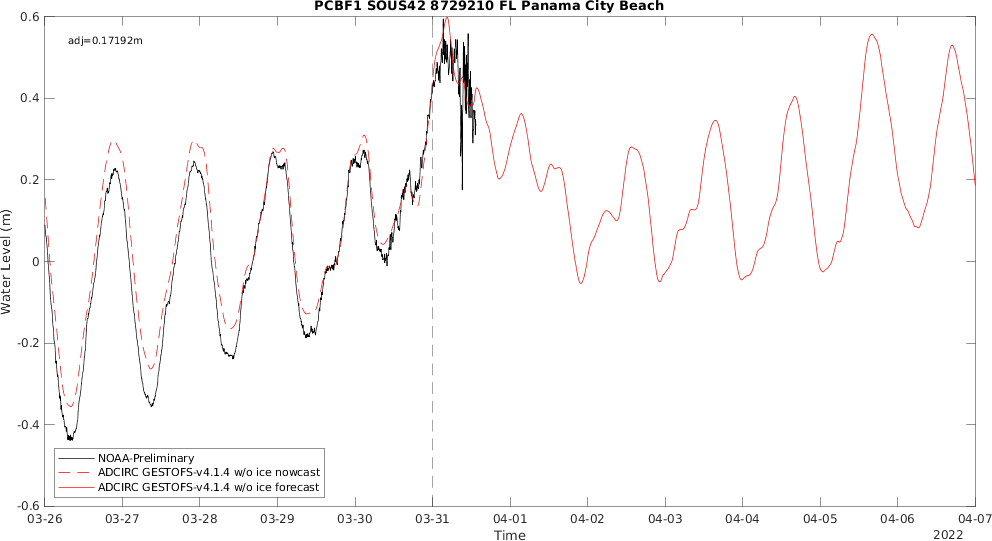 PCBF1 SOUS42 8729210 FL Panama City Beach
adj=0.17192m
0.6
0.4
0.2
0
-0.2
-0.4
-0.6
Water Level (m)
NOAA-Preliminary
ADCIRC GESTOFS-v4.1.4 w/o ice nowcast
ADCIRC GESTOFS-v4.1.4 w/o ice forecast
03-26 03-27 03-28 03-29 03-30 03-31 04-01 04-02 04-03 04-04 04-05 04-06 04-07
Time
2022